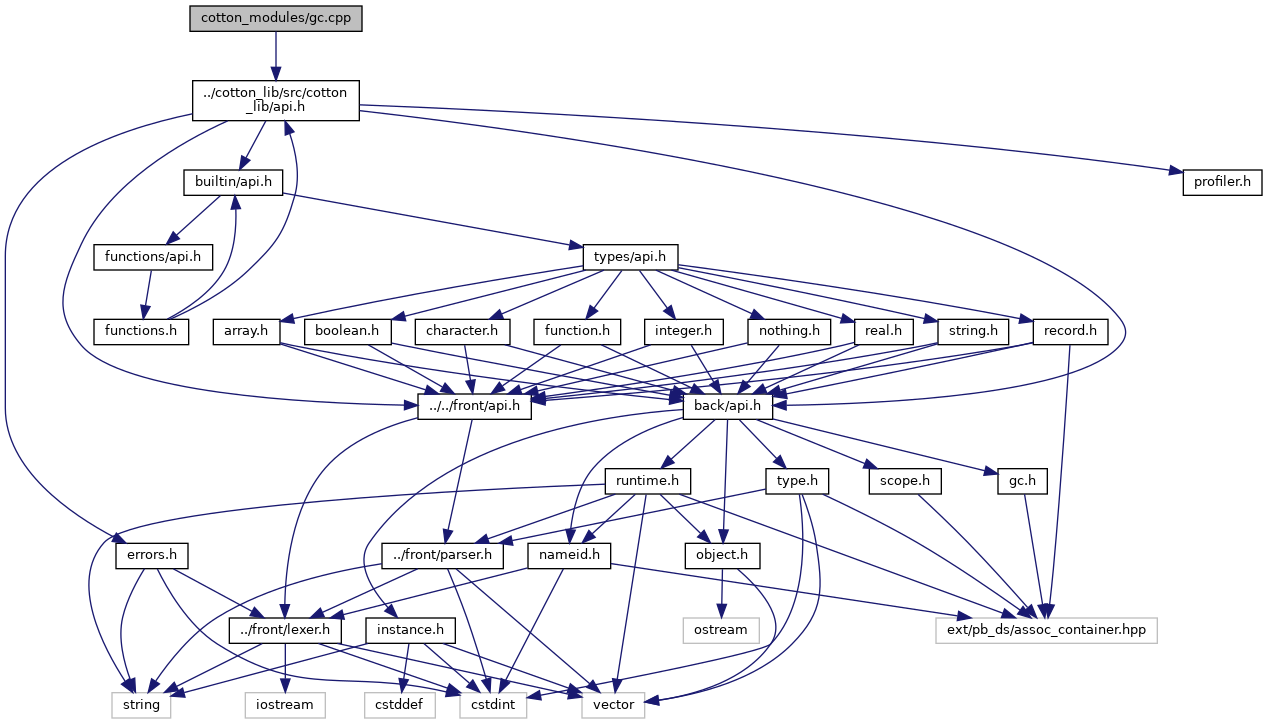 cotton_modules/gc.cpp
../cotton_lib/src/cotton
_lib/api.h
builtin/api.h
profiler.h
functions/api.h
types/api.h
functions.h
array.h
boolean.h
character.h
function.h
integer.h
nothing.h
real.h
string.h
record.h
../../front/api.h
back/api.h
runtime.h
type.h
scope.h
gc.h
errors.h
../front/parser.h
nameid.h
object.h
../front/lexer.h
instance.h
ostream
ext/pb_ds/assoc_container.hpp
string
iostream
cstddef
cstdint
vector